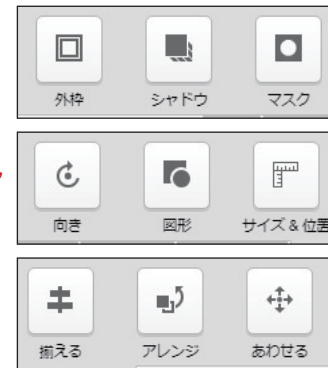 外枠 シャドウ マスク
向き 図形 サイズ & 位置
揃える アレンジ あわせる